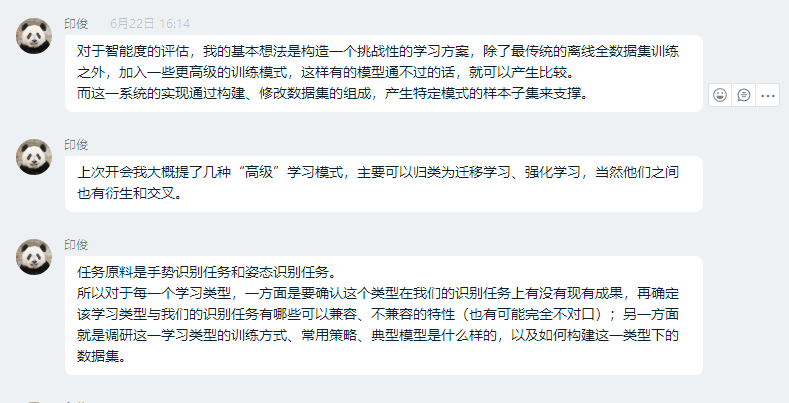 印俊 6月22日 16:14
对于智能度的评估，我的基本想法是构造一个挑战性的学习方案，除了最传统的离线全数据集训练
之外，加入一些更高级的训练模式，这样有的模型通不过的话，就可以产生比较。
而这一系统的实现通过构建、修改数据集的组成，产生特定模式的样本子集来支撑。
印俊
上次开会我大概提了几种“高级”学习模式，主要可以归类为迁移学习、强化学习，当然他们之间
也有衍生和交叉。
印俊
任务原料是手势识别任务和姿态识别任务。
所以对于每一个学习类型，一方面是要确认这个类型在我们的识别任务上有没有现有成果，再确定
该学习类型与我们的识别任务有哪些可以兼容、不兼容的特性（也有可能完全不对口）；另一方面
就是调研这一学习类型的训练方式、常用策略、典型模型是什么样的，以及如何构建这一类型下的
数据集。